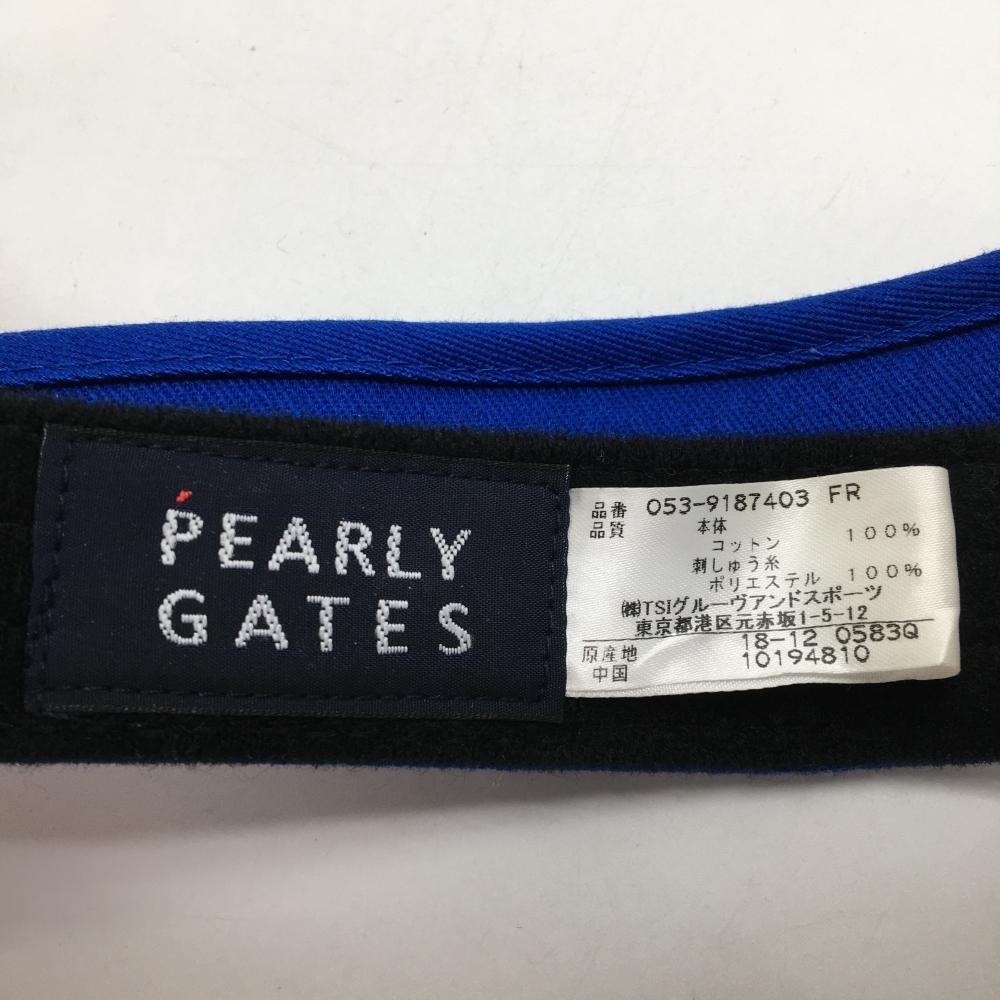 PEARLY
GATES
品番 053-9187403 FR
品質 本体
コットン 100%
刺しゅう糸
ポリエステル 100%
㈱TSIグルーヴアンドスポーツ
東京都港区元赤坂1-5-12
18-12 0583Q
原産地 10194810
中国